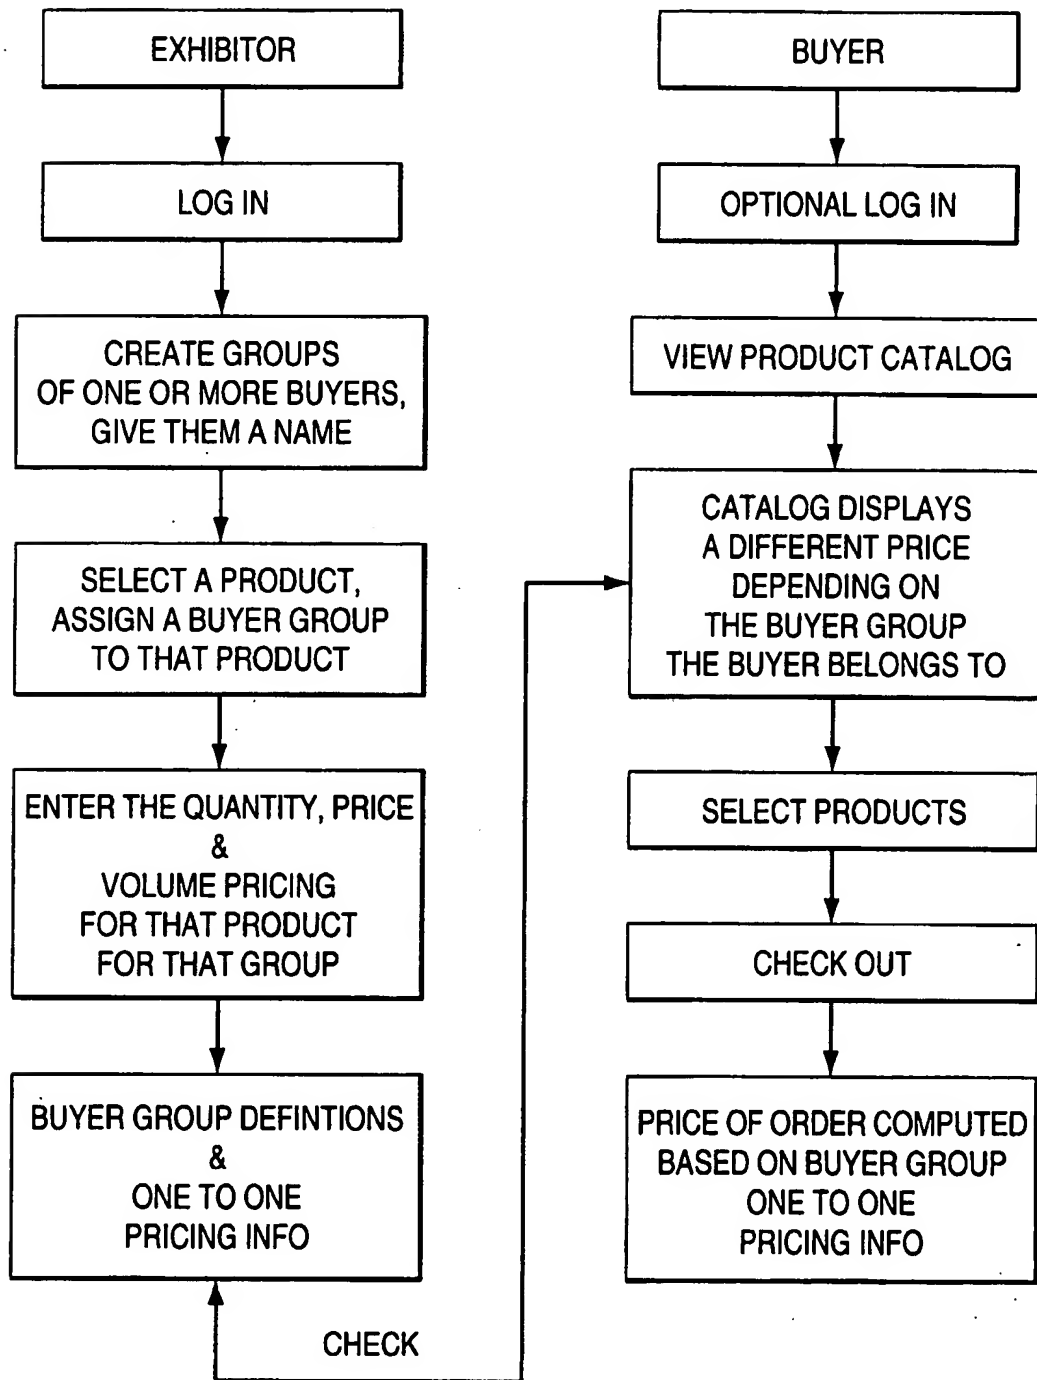 EXHIBITOR
LOG IN
CREATE GROUPS
OF ONE OR MORE BUYERS,
GIVE THEM A NAME
SELECT A PRODUCT,
ASSIGN A BUYER GROUP
TO THAT PRODUCT
ENTER THE QUANTITY, PRICE
&
VOLUME PRICING
FOR THAT PRODUCT
FOR THAT GROUP
BUYER GROUP DEFINTIONS
&
ONE TO ONE
PRICING INFO
CHECK
BUYER
OPTIONAL LOG IN
VIEW PRODUCT CATALOG
CATALOG DISPLAYS
A DIFFERENT PRICE
DEPENDING ON
THE BUYER GROUP
THE BUYER BELONGS TO
SELECT PRODUCTS
CHECK OUT
PRICE OF ORDER COMPUTED
BASED ON BUYER GROUP
ONE TO ONE
PRICING INFO